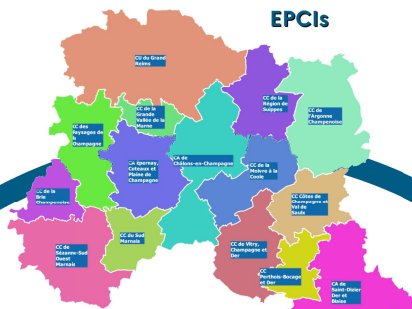 EPCIs
CU du Grand
Reims
CC de la
Région de
Suippes
CC de
l'Argonne
Champenoise
CC de la
Grande
Vallée de la
Marne
CC des
Paysages de
la
Champagne
CA Epernay,
Coteaux et
Plaine de
Champagne
CA de
Châlons-en-Champagne
CC de la
Moivre à la
Coole
CC de la
Brie
Champenoise
CC Côtes de
Champagne et
Val de
Saulx
CC du Sud
Marnais
CC de
Sézanne-Sud
Ouest
Marnais
CC de Vitry,
Champagne et
Der
CC
Perthois-Bocage
et Der
CA de
Saint-Dizier
Der et
Blaise